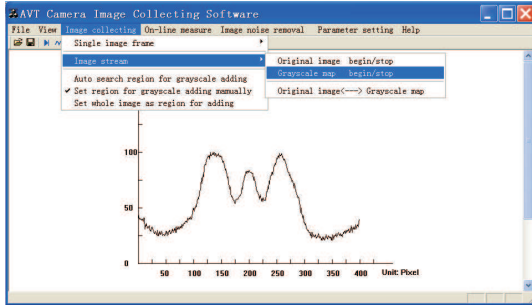 AVT Camera Image Collecting Software
File View Image collecting On-line measure Image noise removal Parameter setting Help
Single image frame
Image stream
Original image begin/stop
Grayscale map begin/stop
Auto search region for grayscale adding
Set region for grayscale adding manually
Original image<---> Grayscale map
Set whole image as region for adding
100
50
0
50 100 150 200 250 300 350 400 Unit: Pixel